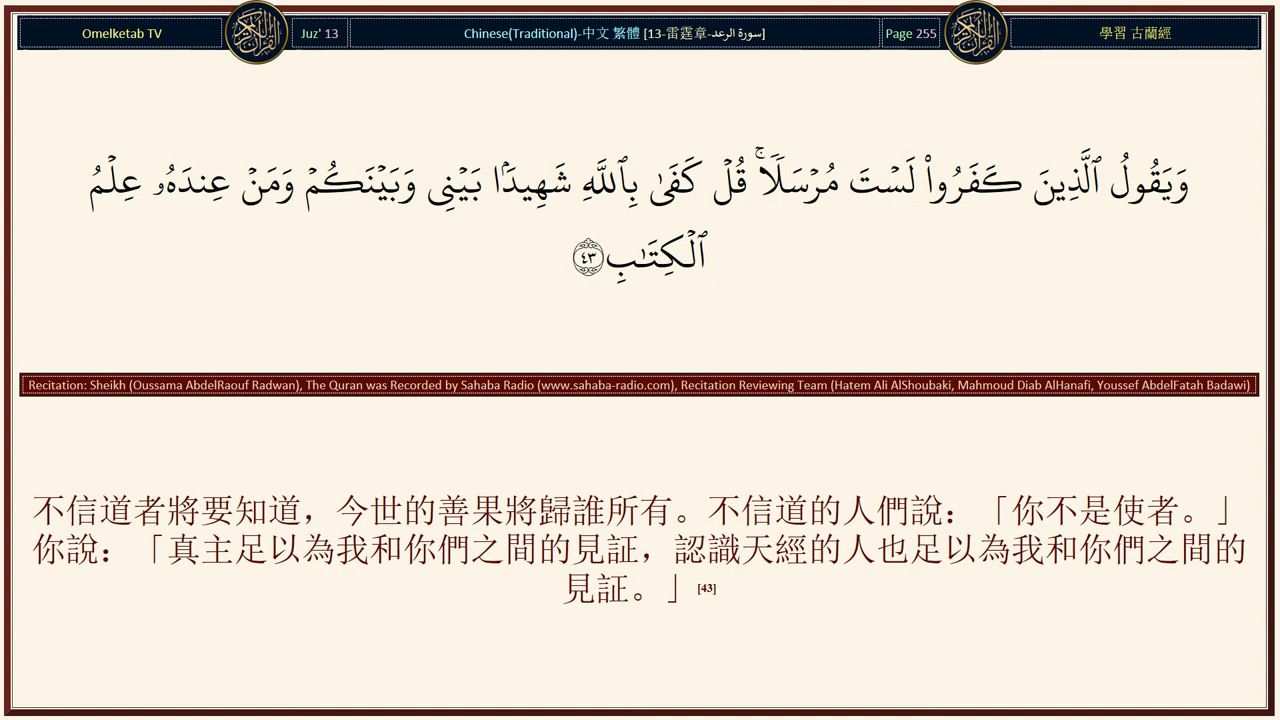 Omelketab TV
Juz' 13
Chinese(Traditional)-中文 繁體 [13-雷霆章-سورة الرعد]
Page 255
學習 古蘭經
وَيَقُولُ ٱلَّذِينَ كَفَرُواْ لَسۡتَ مُرۡسَلٗاۚ قُلۡ كَفَىٰ بِٱللَّهِ شَهِيدَۢا بَيۡنِي وَبَيۡنَكُمۡ وَمَنۡ عِندَهُۥ عِلۡمُ
ٱلۡكِتَٰبِ ٤٣
Recitation: Sheikh (Oussama AbdelRaouf Radwan), The Quran was Recorded by Sahaba Radio (www.sahaba-radio.com), Recitation Reviewing Team (Hatem Ali AlShoubaki, Mahmoud Diab AlHanafi, Youssef AbdelFatah Badawi)
不信道者將要知道，今世的善果將歸誰所有。不信道的人們說：「你不是使者。」
你說：「真主足以為我和你們之間的見証，認識天經的人也足以為我和你們之間的
見証。」[43]